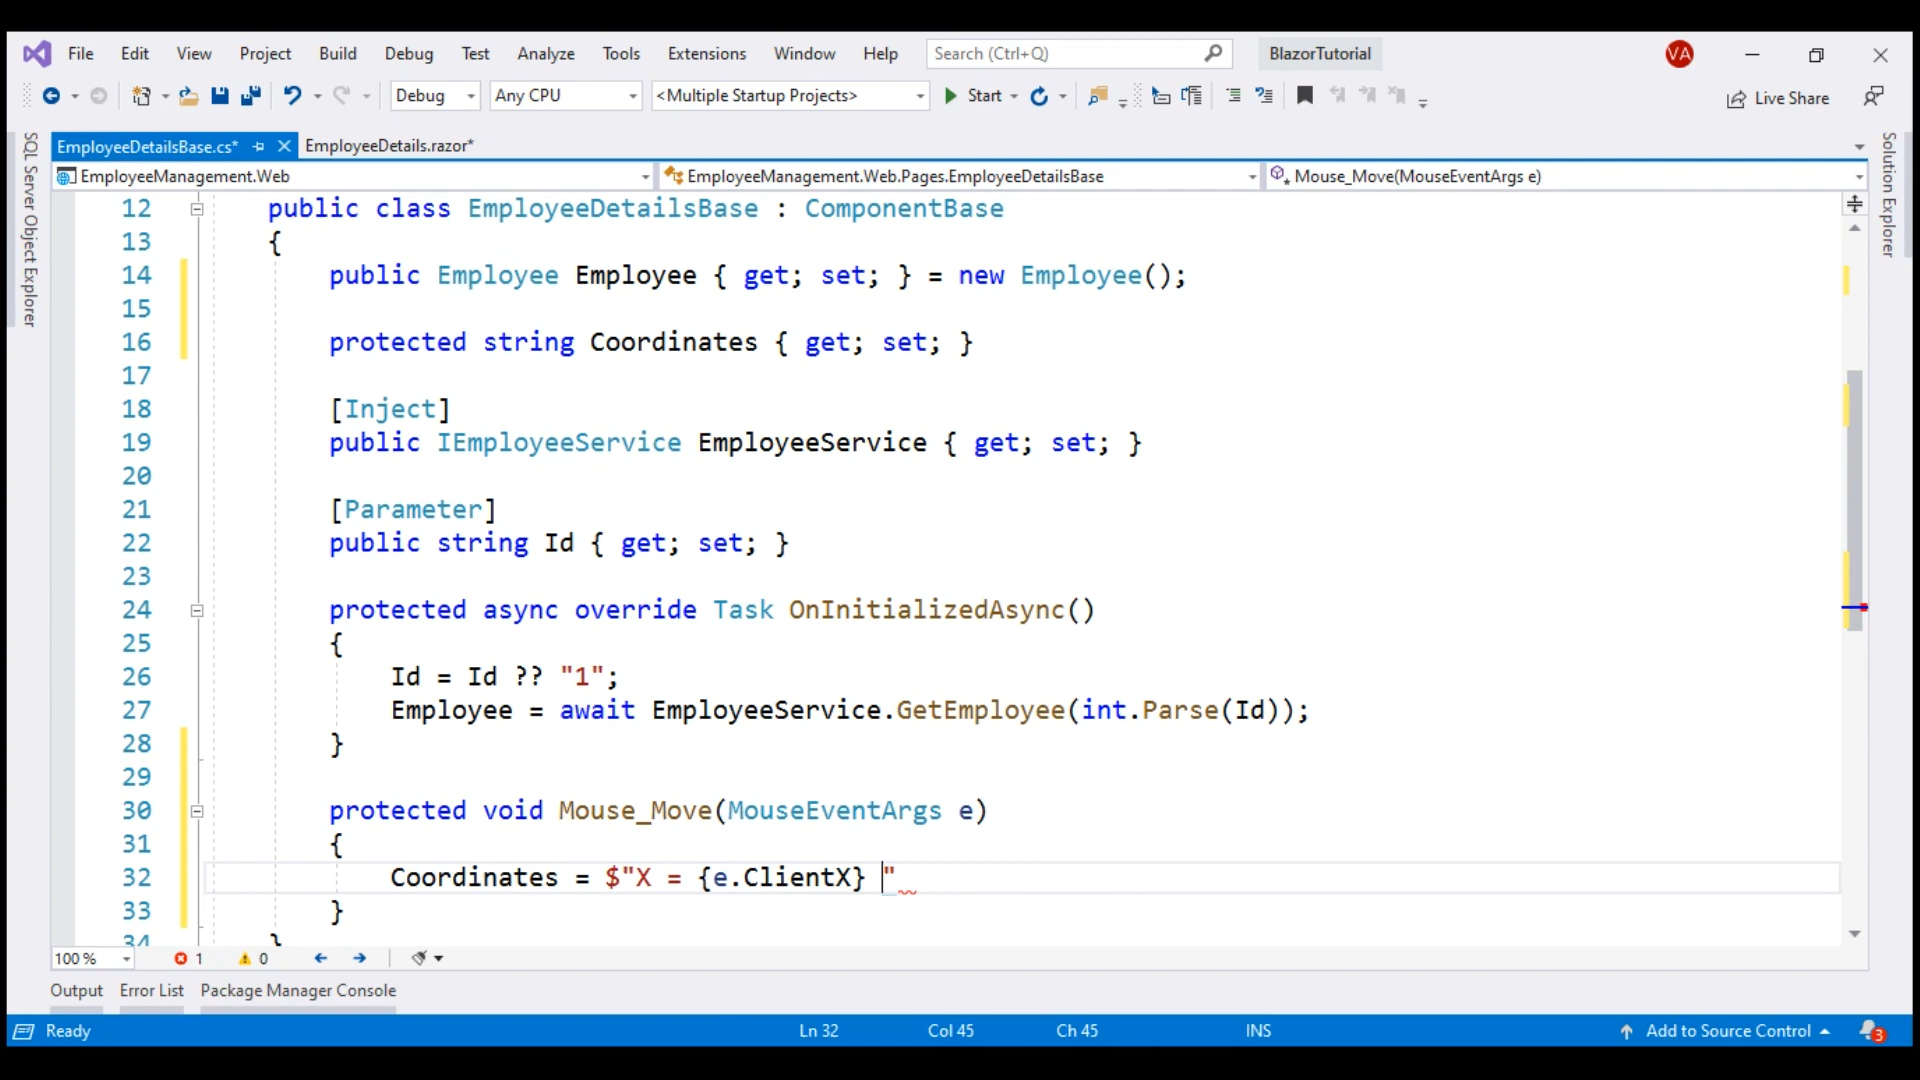 File Edit View Project Build Debug Test Analyze Tools Extensions Window Help Search (Ctrl+Q) BlazorTutorial VA
Debug Any CPU <Multiple Startup Projects> Start Live Share
SQL Server Object Explorer
Solution Explorer
EmployeeDetailsBase.cs* EmployeeDetails.razor*
EmployeeManagement.Web EmployeeManagement.Web.Pages.EmployeeDetailsBase Mouse_Move(MouseEventArgs e)
12 public class EmployeeDetailsBase : ComponentBase
13 {
14 public Employee Employee { get; set; } = new Employee();
15
16 protected string Coordinates { get; set; }
17
18 [Inject]
19 public IEmployeeService EmployeeService { get; set; }
20
21 [Parameter]
22 public string Id { get; set; }
23
24 protected async override Task OnInitializedAsync()
25 {
26 Id = Id ?? "1";
27 Employee = await EmployeeService.GetEmployee(int.Parse(Id));
28 }
29
30 protected void Mouse_Move(MouseEventArgs e)
31 {
32 Coordinates = $"X = {e.ClientX} "
33 }
34 }
100 % 1 0
Output Error List Package Manager Console
Ready Ln 32 Col 45 Ch 45 INS Add to Source Control 3